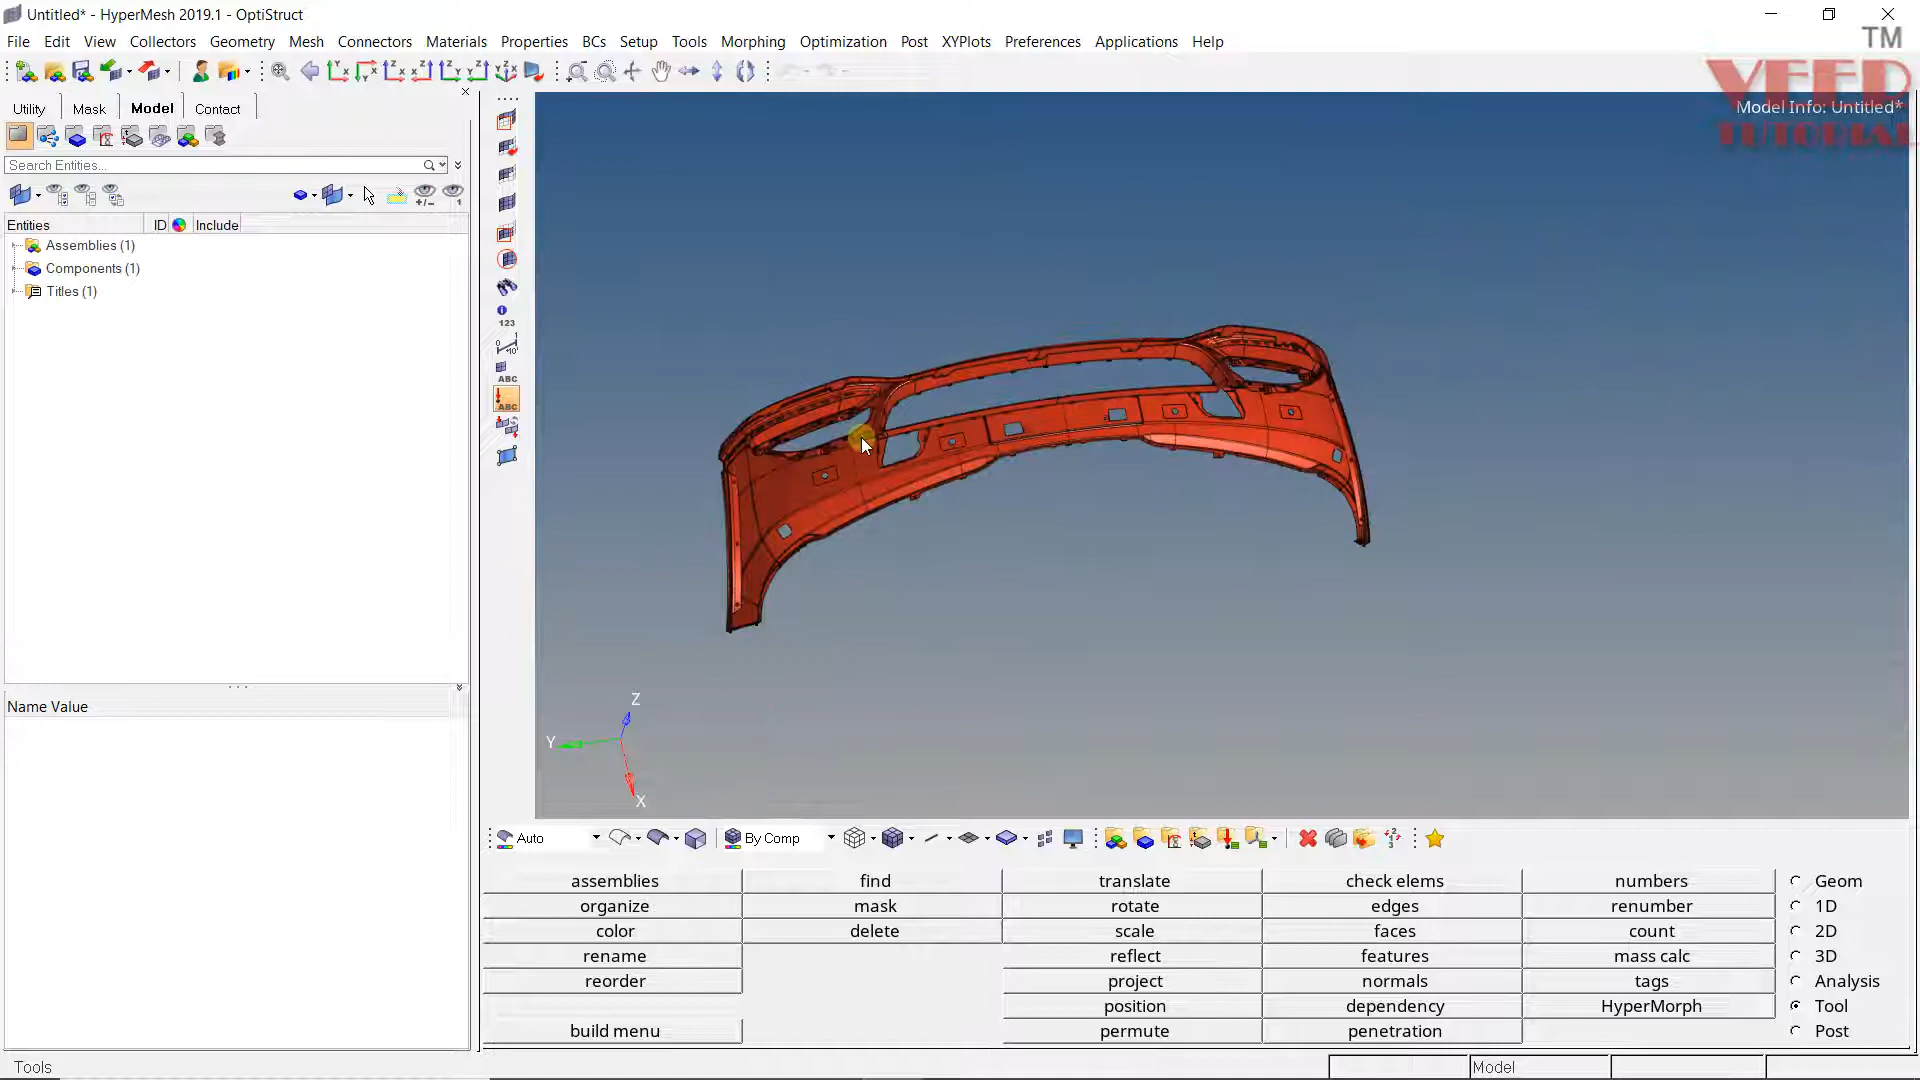 Untitled* - HyperMesh 2019.1 - OptiStruct
File Edit View Collectors Geometry Mesh Connectors Materials Properties BCs Setup Tools Morphing Optimization Post XYPlots Preferences Applications Help
TM
VEED
TUTORIAL
Model Info: Untitled*
Utility Mask Model Contact
Search Entities...
Entities ID Include
Assemblies (1)
Components (1)
Titles (1)
Name Value
123
ABC
ABC
Z
Y
X
Auto By Comp
assemblies find translate check elems numbers Geom
organize mask rotate edges renumber 1D
color delete scale faces count 2D
rename reflect features mass calc 3D
reorder project normals tags Analysis
position dependency HyperMorph Tool
build menu permute penetration Post
Tools Model